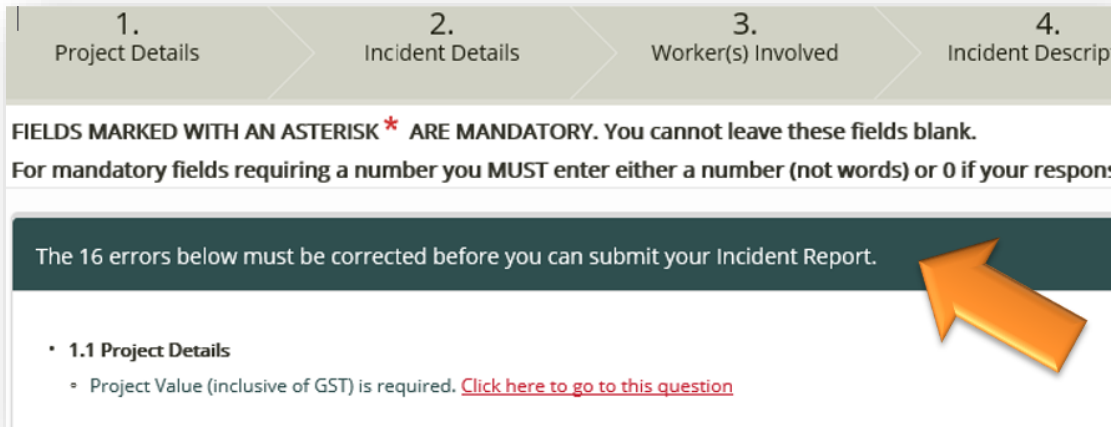 1.
Project Details
2.
Incident Details
3.
Worker(s) Involved
4.
Incident Descrip
FIELDS MARKED WITH AN ASTERISK * ARE MANDATORY. You cannot leave these fields blank.
For mandatory fields requiring a number you MUST enter either a number (not words) or 0 if your respons
The 16 errors below must be corrected before you can submit your Incident Report.
• 1.1 Project Details
◦ Project Value (inclusive of GST) is required. Click here to go to this question